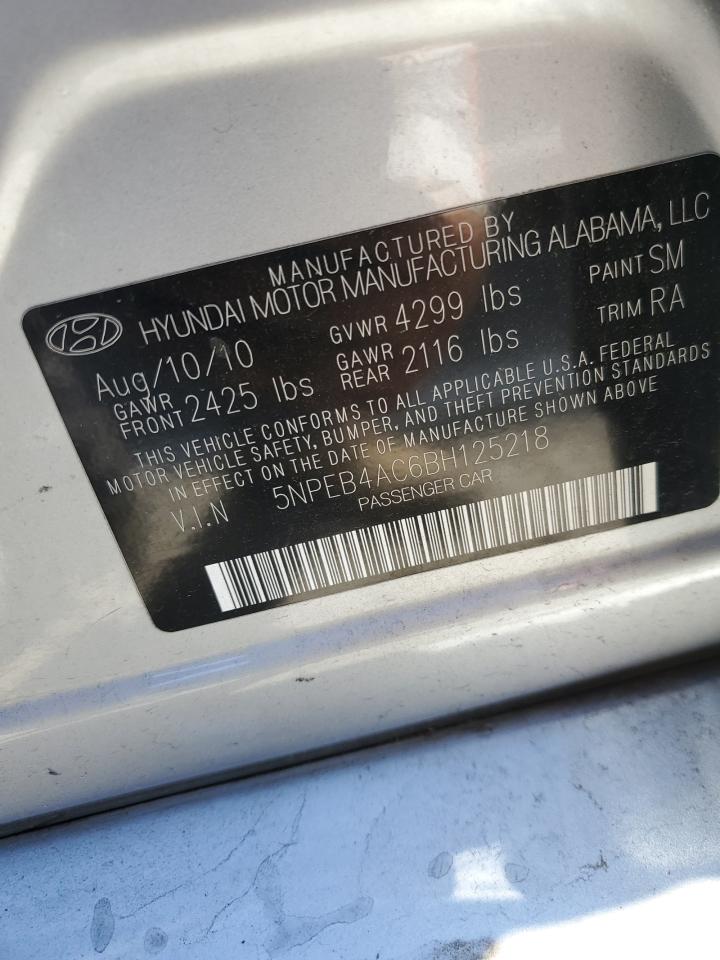 MANUFACTURED BY
HYUNDAI MOTOR MANUFACTURING ALABAMA, LLC
Aug/10/10 GVWR 4299 lbs PAINT SM
GAWR FRONT 2425 lbs GAWR REAR 2116 lbs TRIM RA
THIS VEHICLE CONFORMS TO ALL APPLICABLE U.S.A. FEDERAL
MOTOR VEHICLE SAFETY, BUMPER, AND THEFT PREVENTION STANDARDS
IN EFFECT ON THE DATE OF MANUFACTURE SHOWN ABOVE
V.I.N 5NPEB4AC6BH125218
PASSENGER CAR